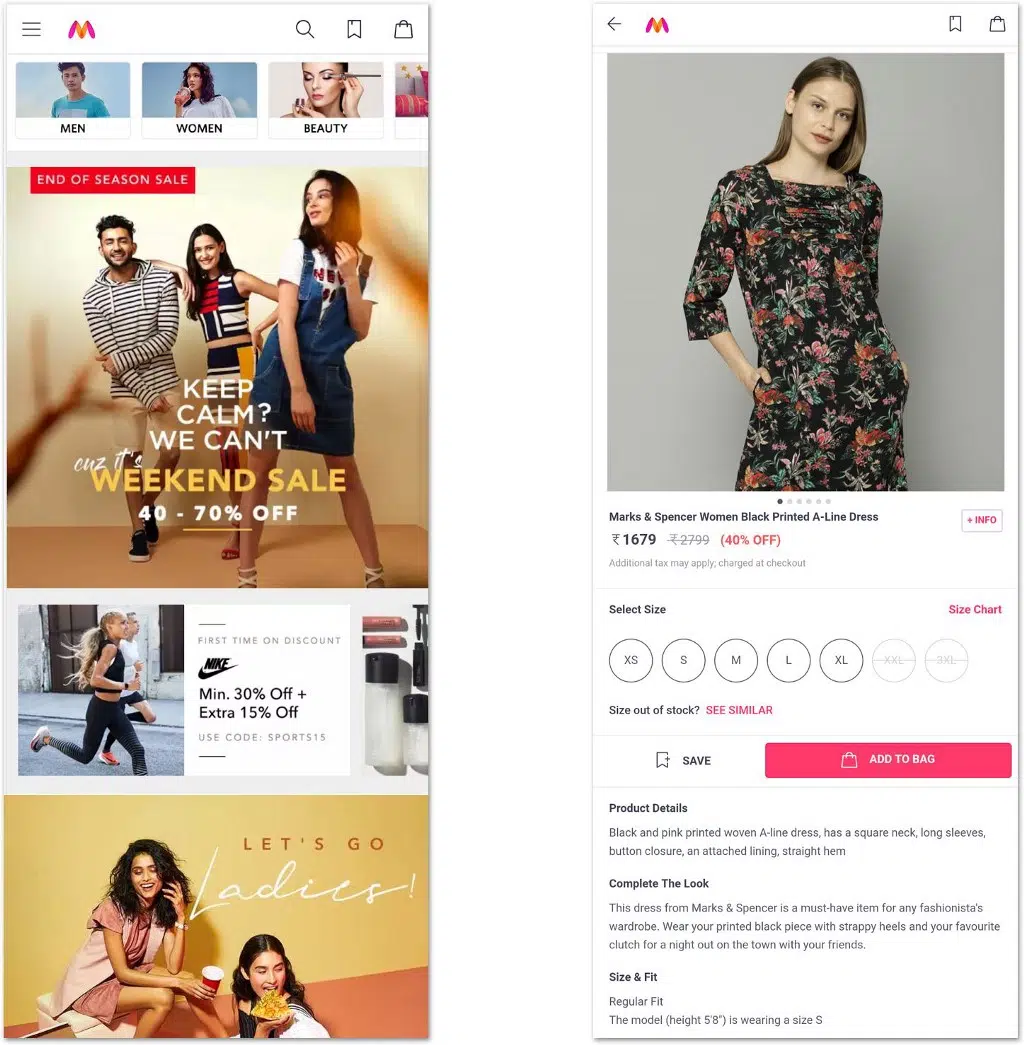 MEN
WOMEN
BEAUTY
END OF SEASON SALE
KEEP
CALM?
WE CAN'T
cuz it's
WEEKEND SALE
40 - 70% OFF
FIRST TIME ON DISCOUNT
NIKE
Min. 30% Off +
Extra 15% Off
USE CODE: SPORTS15
LET'S GO
Ladies!
Marks & Spencer Women Black Printed A-Line Dress
+ INFO
₹1679 ₹2799 (40% OFF)
Additional tax may apply; charged at checkout
Select Size
Size Chart
XS S M L XL XXL 3XL
Size out of stock? SEE SIMILAR
SAVE
ADD TO BAG
Product Details
Black and pink printed woven A-line dress, has a square neck, long sleeves,
button closure, an attached lining, straight hem
Complete The Look
This dress from Marks & Spencer is a must-have item for any fashionista's
wardrobe. Wear your printed black piece with strappy heels and your favourite
clutch for a night out on the town with your friends.
Size & Fit
Regular Fit
The model (height 5'8") is wearing a size S